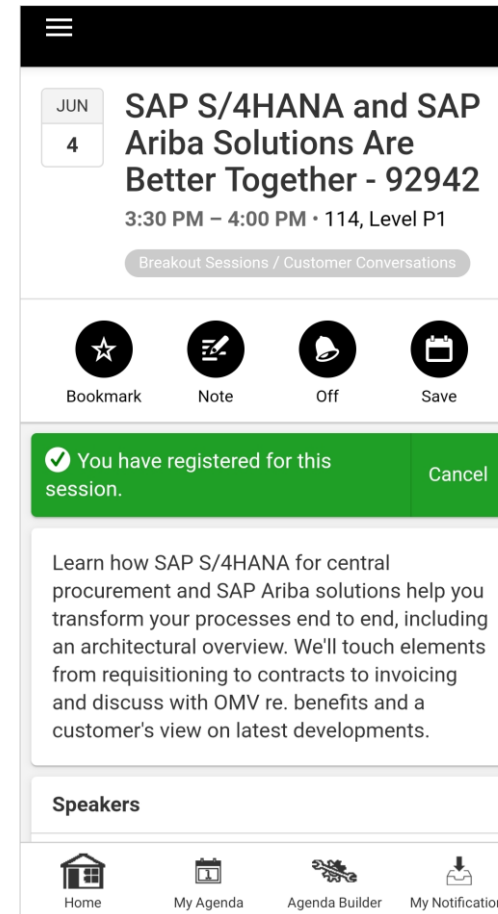 JUN
4
SAP S/4HANA and SAP
Ariba Solutions Are
Better Together - 92942
3:30 PM – 4:00 PM · 114, Level P1
Breakout Sessions / Customer Conversations
Bookmark
Note
Off
Save
You have registered for this
session.
Cancel
Learn how SAP S/4HANA for central
procurement and SAP Ariba solutions help you
transform your processes end to end, including
an architectural overview. We'll touch elements
from requisitioning to contracts to invoicing
and discuss with OMV re. benefits and a
customer's view on latest developments.
Speakers
1
Home
My Agenda
Agenda Builder
My Notification